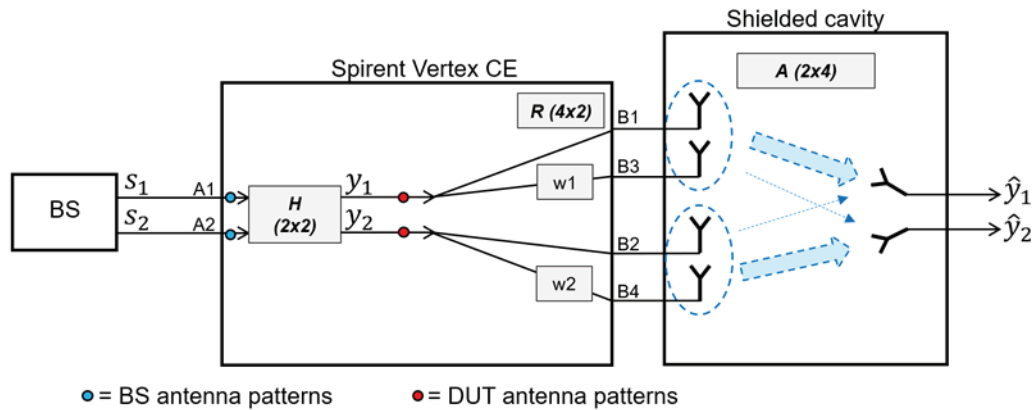 Shielded cavity
Spirent Vertex CE
A (2x4)
R (4x2)
B1
BS
s₁
A1
H
(2x2)
y₁
w1
B3
ŷ₁
s₂
A2
y₂
B2
ŷ₂
w2
B4
= BS antenna patterns
= DUT antenna patterns